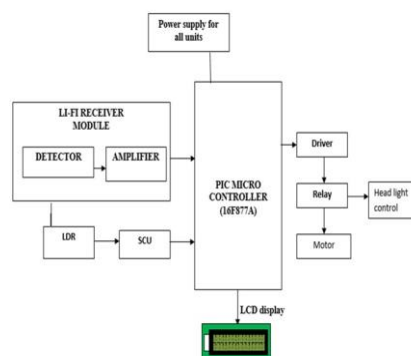 Power supply for
all units
LI-FI RECEIVER
MODULE
DETECTOR
AMPLIFIER
PIC MICRO
CONTROLLER
(16F877A)
Driver
Relay
Head light
control
Motor
LDR
SCU
LCD display